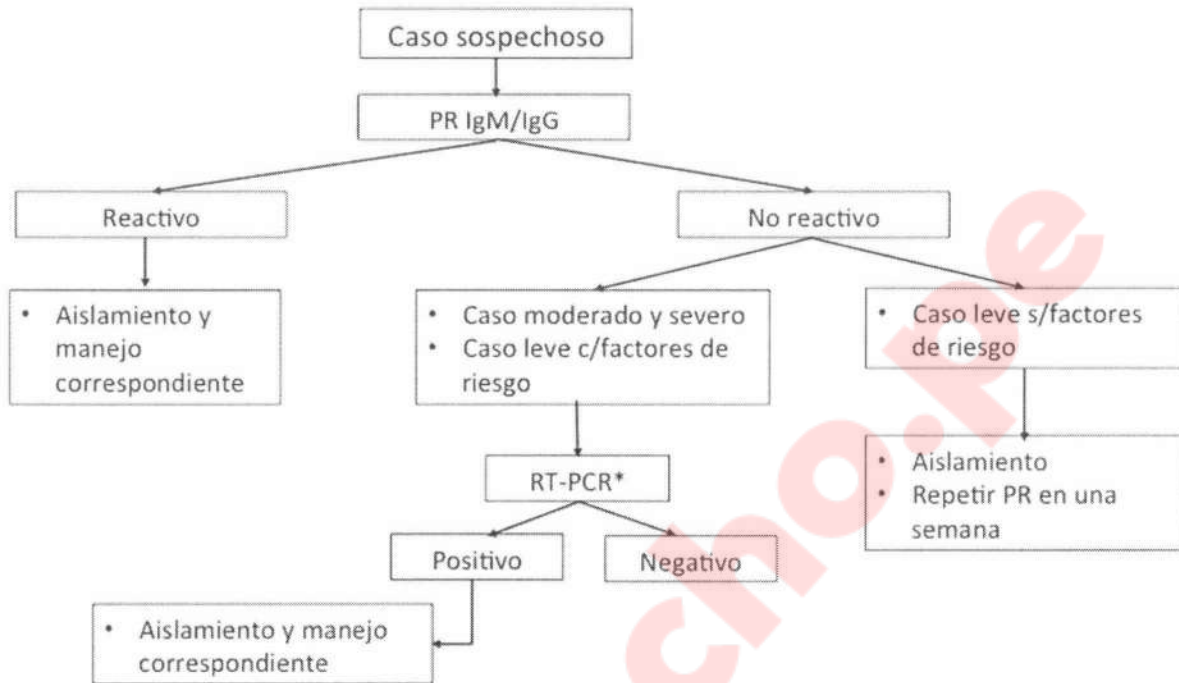 Caso sospechoso
PR IgM/IgG
Reactivo
No reactivo
• Aislamiento y
manejo
correspondiente
• Caso moderado y severo
• Caso leve c/factores de
riesgo
• Caso leve s/factores
de riesgo
RT-PCR*
• Aislamiento
• Repetir PR en una
semana
Positivo
Negativo
• Aislamiento y manejo
correspondiente
cho.pe